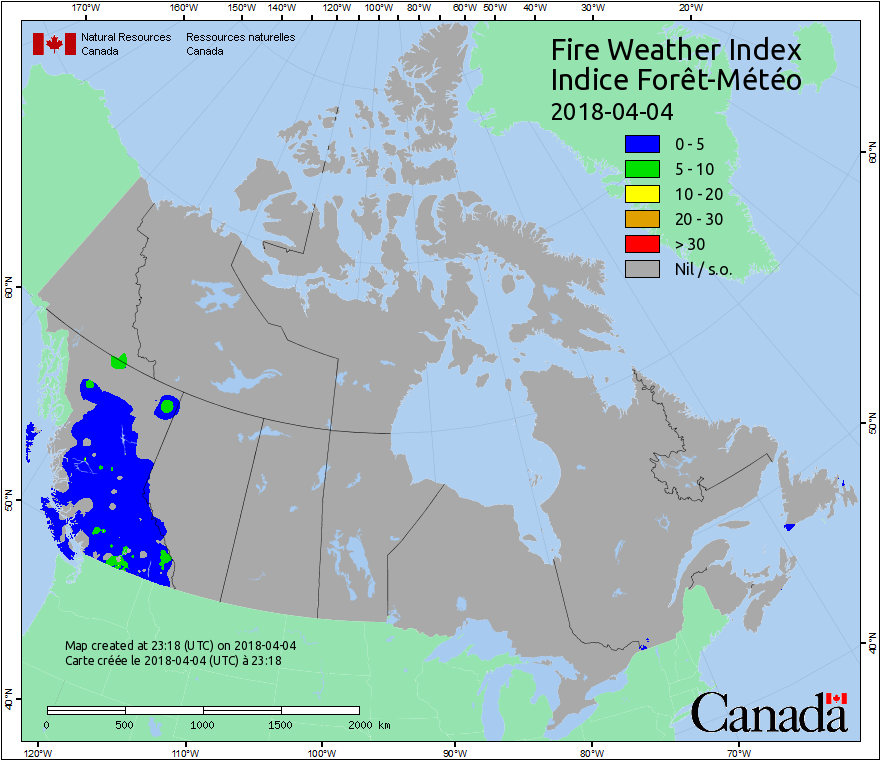 170°W 160°W 150°W 140°W 130°W 120°W 110°W 100°W 90°W 80°W 70°W 60°W 50°W 40°W 30°W 20°W
Natural Resources Ressources naturelles
Canada Canada
Fire Weather Index
Indice Forêt-Météo
2018-04-04
0 - 5
5 - 10
10 - 20
20 - 30
> 30
Nil / s.o.
60°N
60°N
50°N
50°N
40°N
40°N
Map created at 23:18 (UTC) on 2018-04-04
Carte créée le 2018-04-04 (UTC) à 23:18
0 500 1000 1500 2000 km
Canada
120°W 110°W 100°W 90°W 80°W 70°W